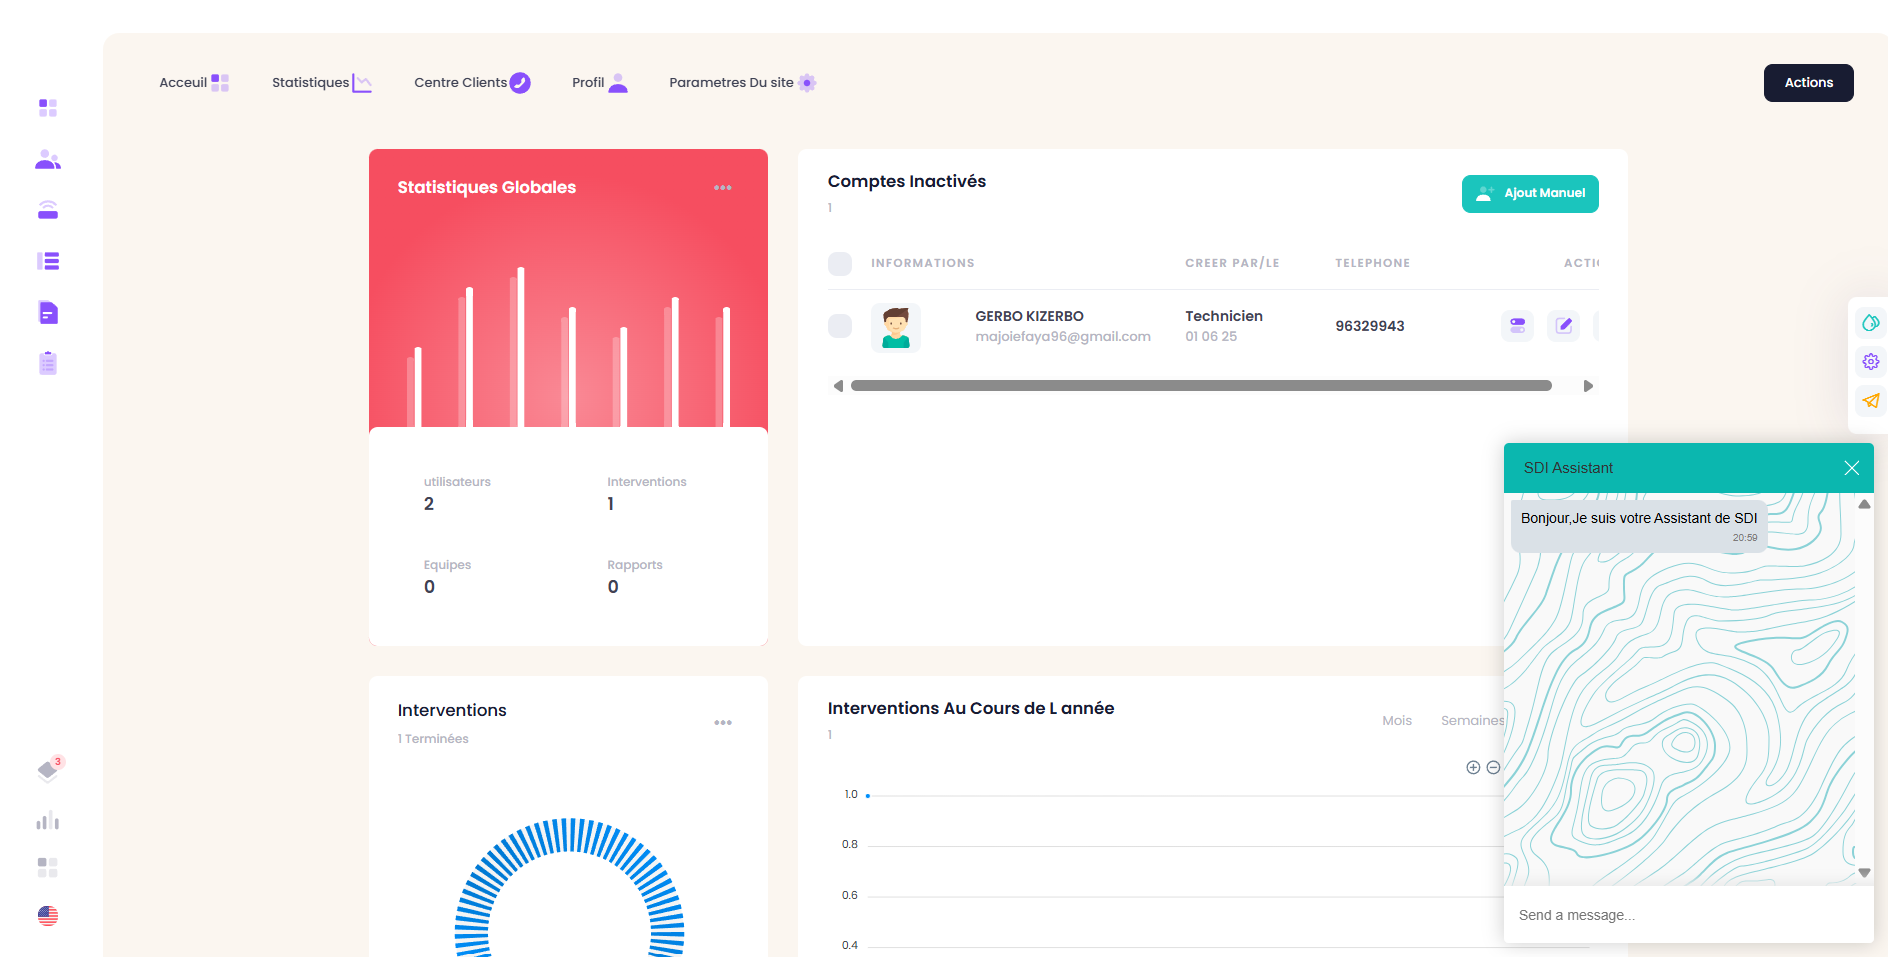 Acceuil
Statistiques
Centre Clients
Profil
Parametres Du site
Actions
Statistiques Globales
utilisateurs
2
Interventions
1
Equipes
0
Rapports
0
Comptes Inactivés
1
Ajout Manuel
INFORMATIONS
CREER PAR/LE
TELEPHONE
ACTI
GERBO KIZERBO
majoiefaya96@gmail.com
Technicien
01 06 25
96329943
Interventions
1 Terminées
Interventions Au Cours de L année
1
Mois
Semaines
1.0
0.8
0.6
0.4
3
SDI Assistant
Bonjour,Je suis votre Assistant de SDI
20:59
Send a message...